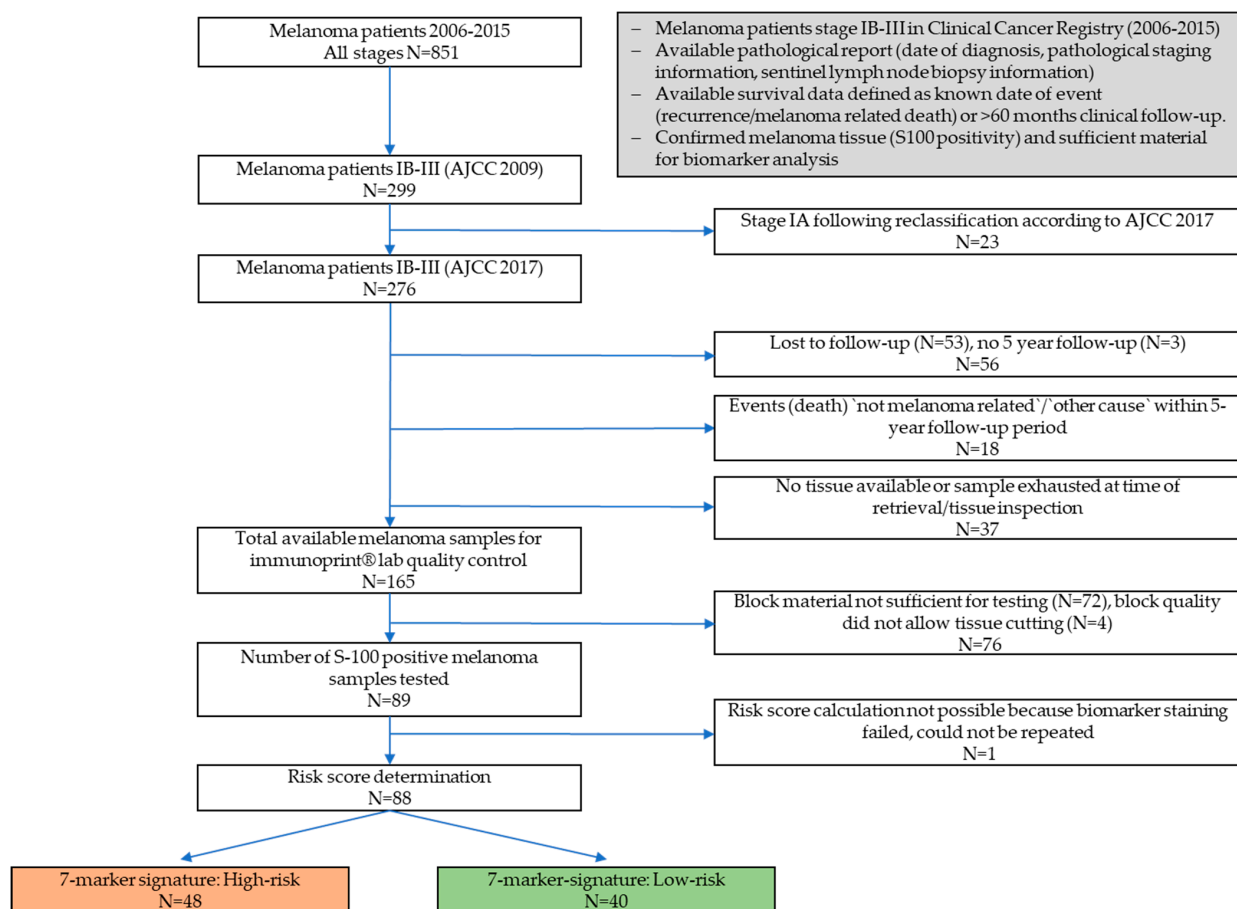 Melanoma patients 2006-2015
All stages N=851
– Melanoma patients stage IB-III in Clinical Cancer Registry (2006-2015)
– Available pathological report (date of diagnosis, pathological staging
information, sentinel lymph node biopsy information)
– Available survival data defined as known date of event
(recurrence/melanoma related death) or >60 months clinical follow-up.
– Confirmed melanoma tissue (S100 positivity) and sufficient material
for biomarker analysis
Melanoma patients IB-III (AJCC 2009)
N=299
Stage IA following reclassification according to AJCC 2017
N=23
Melanoma patients IB-III (AJCC 2017)
N=276
Lost to follow-up (N=53), no 5 year follow-up (N=3)
N=56
Events (death) `not melanoma related`/`other cause` within 5-
year follow-up period
N=18
No tissue available or sample exhausted at time of
retrieval/tissue inspection
N=37
Total available melanoma samples for
immunoprint® lab quality control
N=165
Block material not sufficient for testing (N=72), block quality
did not allow tissue cutting (N=4)
N=76
Number of S-100 positive melanoma
samples tested
N=89
Risk score calculation not possible because biomarker staining
failed, could not be repeated
N=1
Risk score determination
N=88
7-marker signature: High-risk
N=48
7-marker-signature: Low-risk
N=40